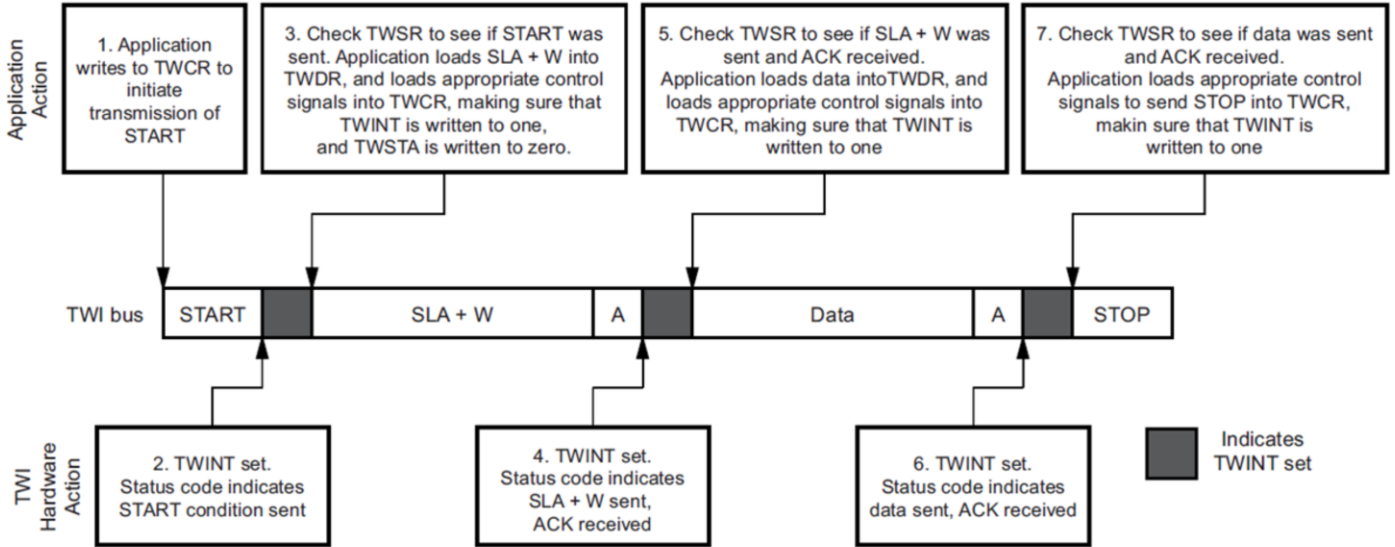 Application
Action
1. Application
writes to TWCR to
initiate
transmission of
START
3. Check TWSR to see if START was
sent. Application loads SLA + W into
TWDR, and loads appropriate control
signals into TWCR, making sure that
TWINT is written to one,
and TWSTA is written to zero.
5. Check TWSR to see if SLA + W was
sent and ACK received.
Application loads data intoTWDR, and
loads appropriate control signals into
TWCR, making sure that TWINT is
written to one
7. Check TWSR to see if data was sent
and ACK received.
Application loads appropriate control
signals to send STOP into TWCR,
makin sure that TWINT is
written to one
TWI bus
START
SLA + W
A
Data
A
STOP
TWI
Hardware
Action
2. TWINT set.
Status code indicates
START condition sent
4. TWINT set.
Status code indicates
SLA + W sent,
ACK received
6. TWINT set.
Status code indicates
data sent, ACK received
Indicates
TWINT set